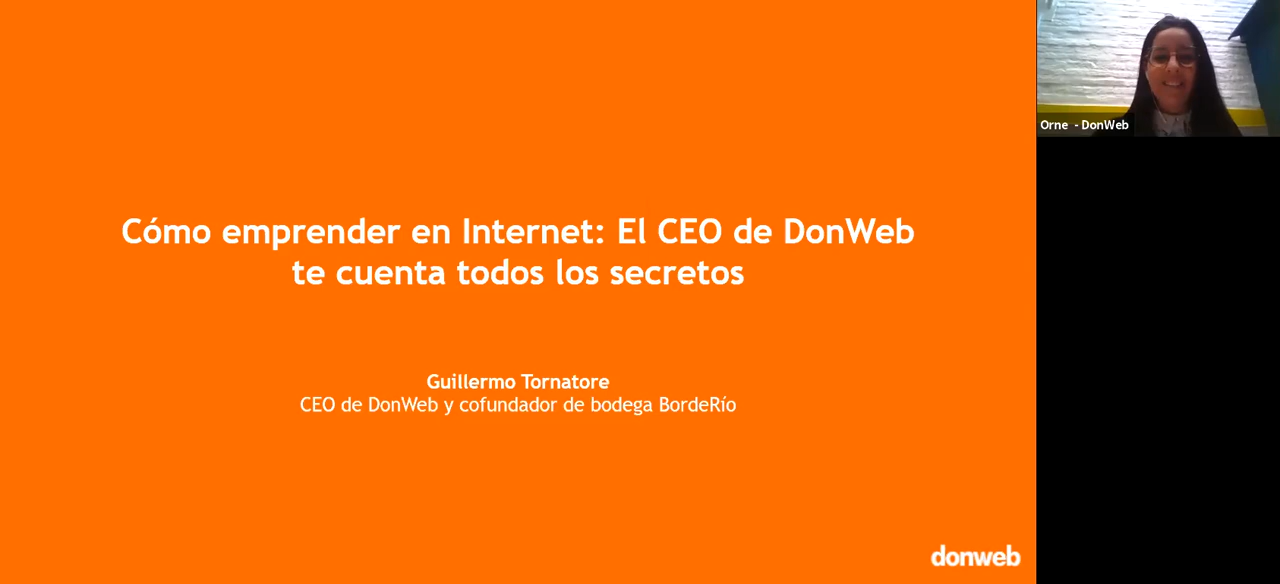 Cómo emprender en Internet: El CEO de DonWeb
te cuenta todos los secretos
Guillermo Tornatore
CEO de DonWeb y cofundador de bodega BordeRío
donweb
Orne - DonWeb